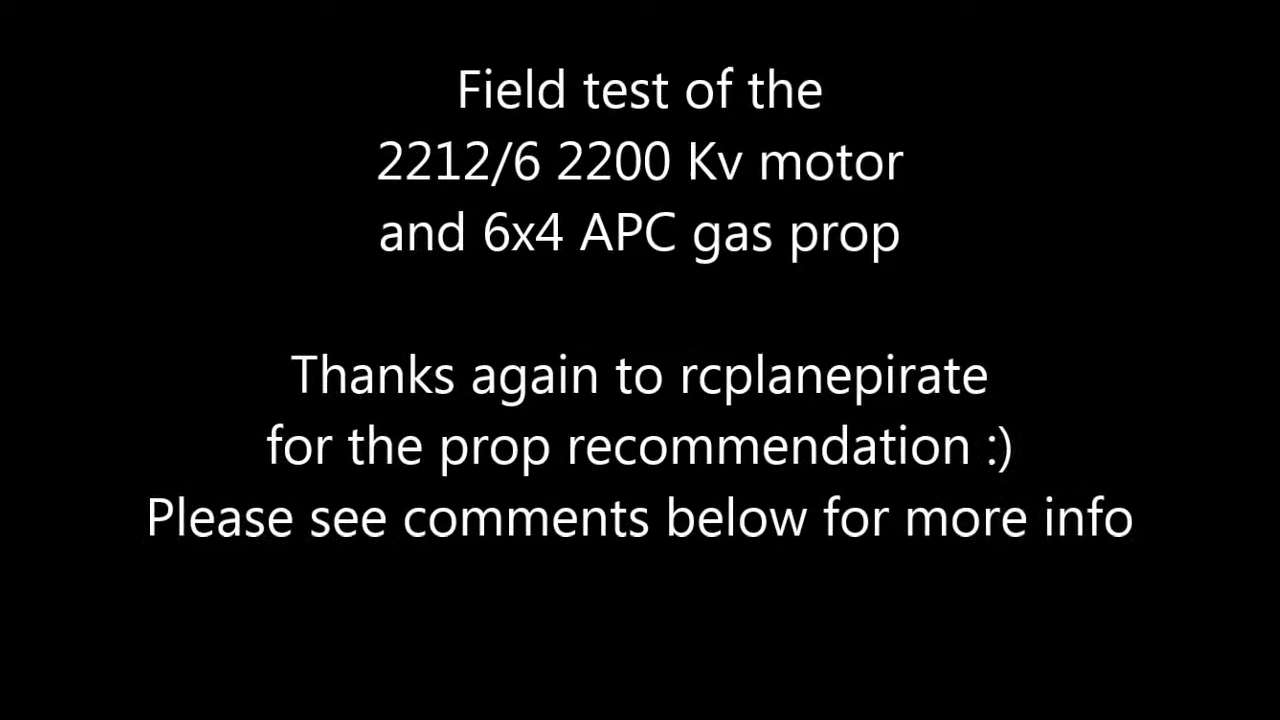 Field test of the
2212/6 2200 Kv motor
and 6x4 APC gas prop
Thanks again to rcplanepirate
for the prop recommendation :)
Please see comments below for more info